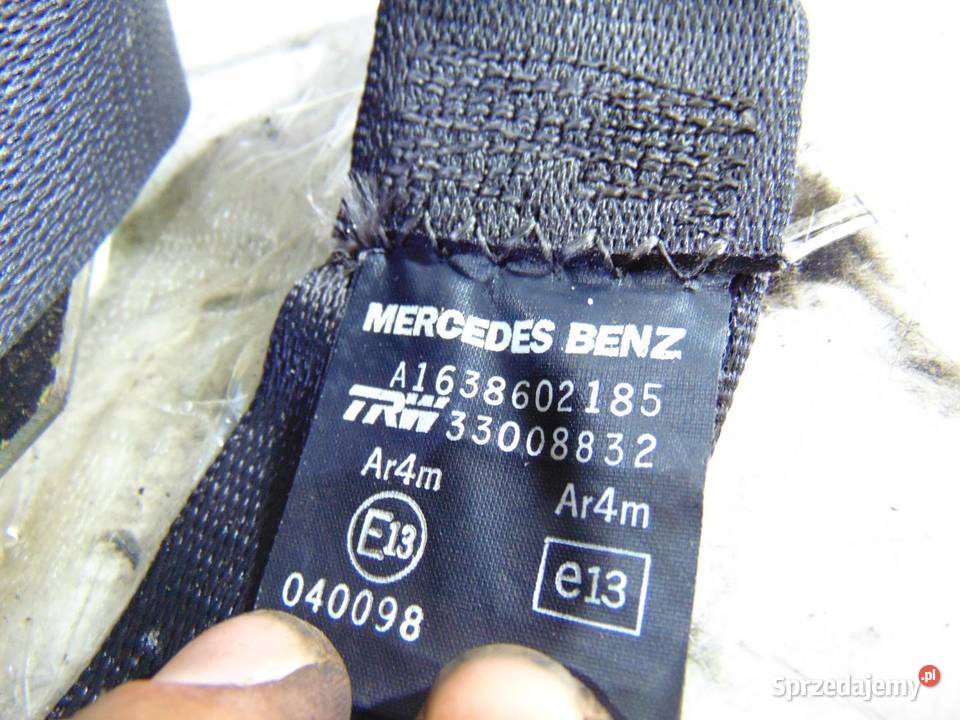 MERCEDES BENZ
A1638602185
TRW 33008832
Ar4m
Ar4m
E13
e13
040098
Sprzedajemy.pl